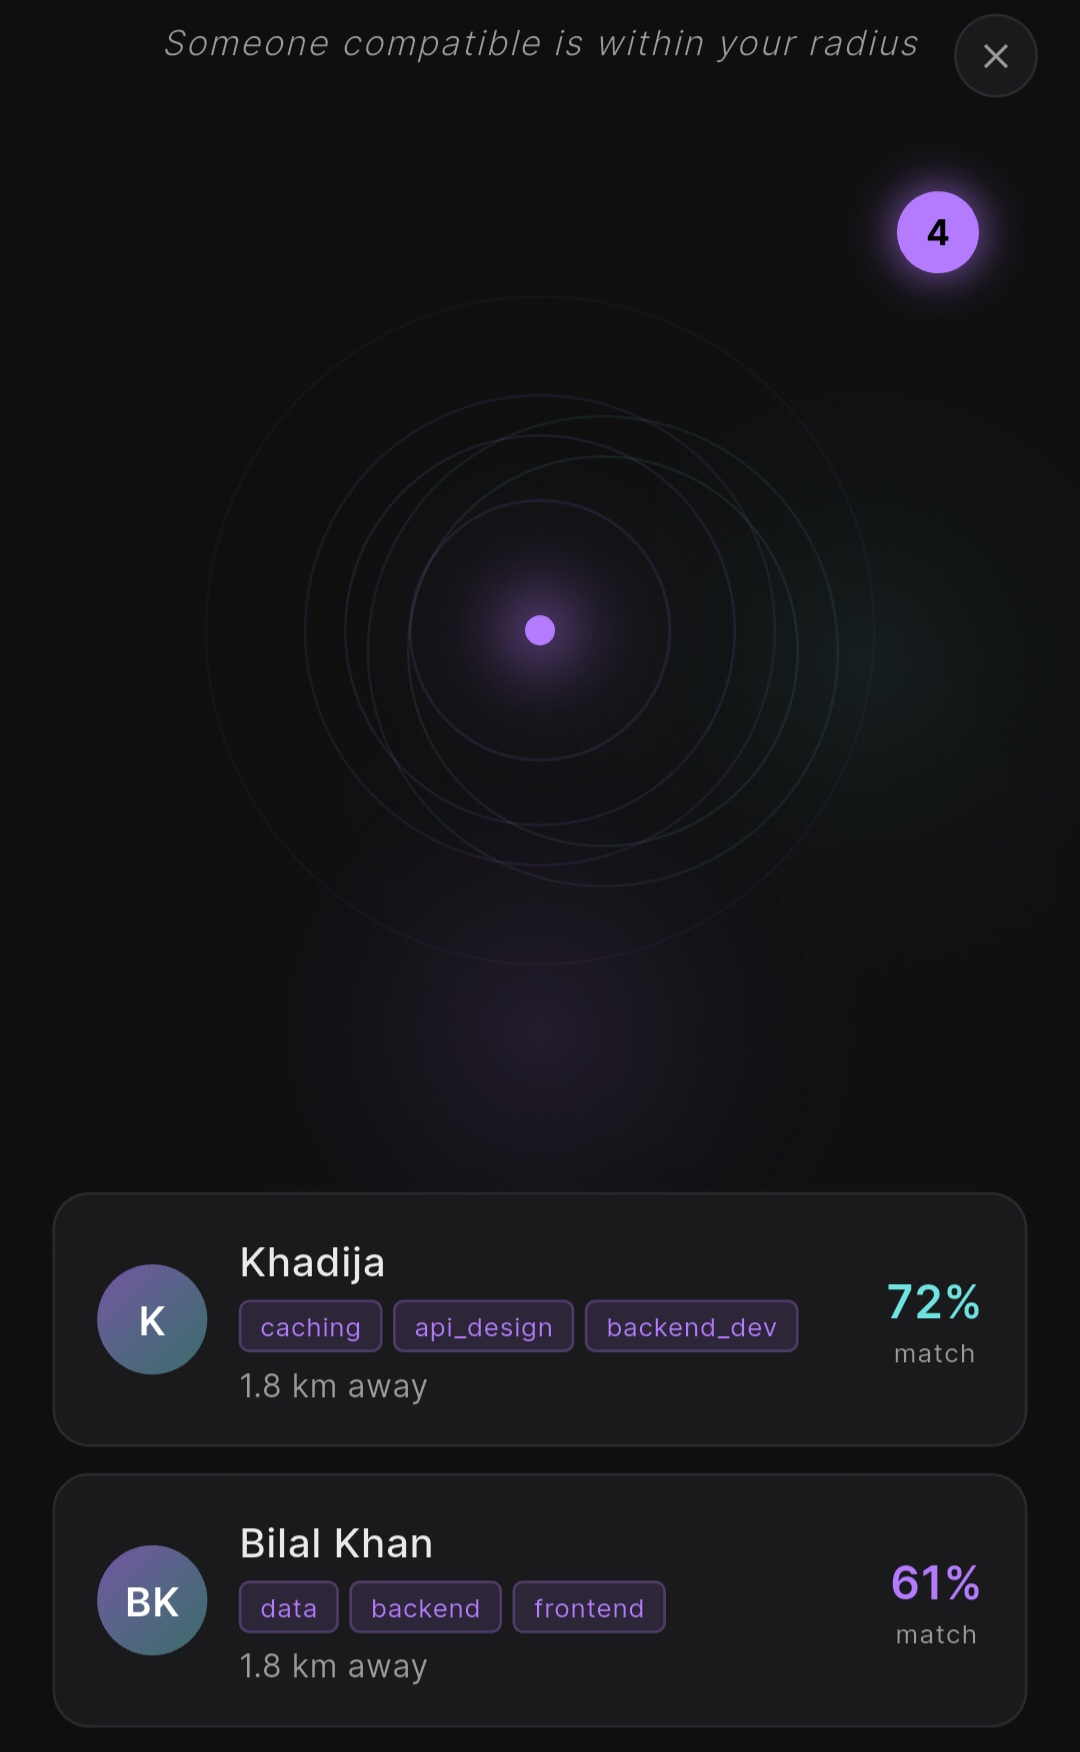 Someone compatible is within your radius
4
Khadija
caching api_design backend_dev
1.8 km away
72%
match
Bilal Khan
data backend frontend
1.8 km away
61%
match
K
BK